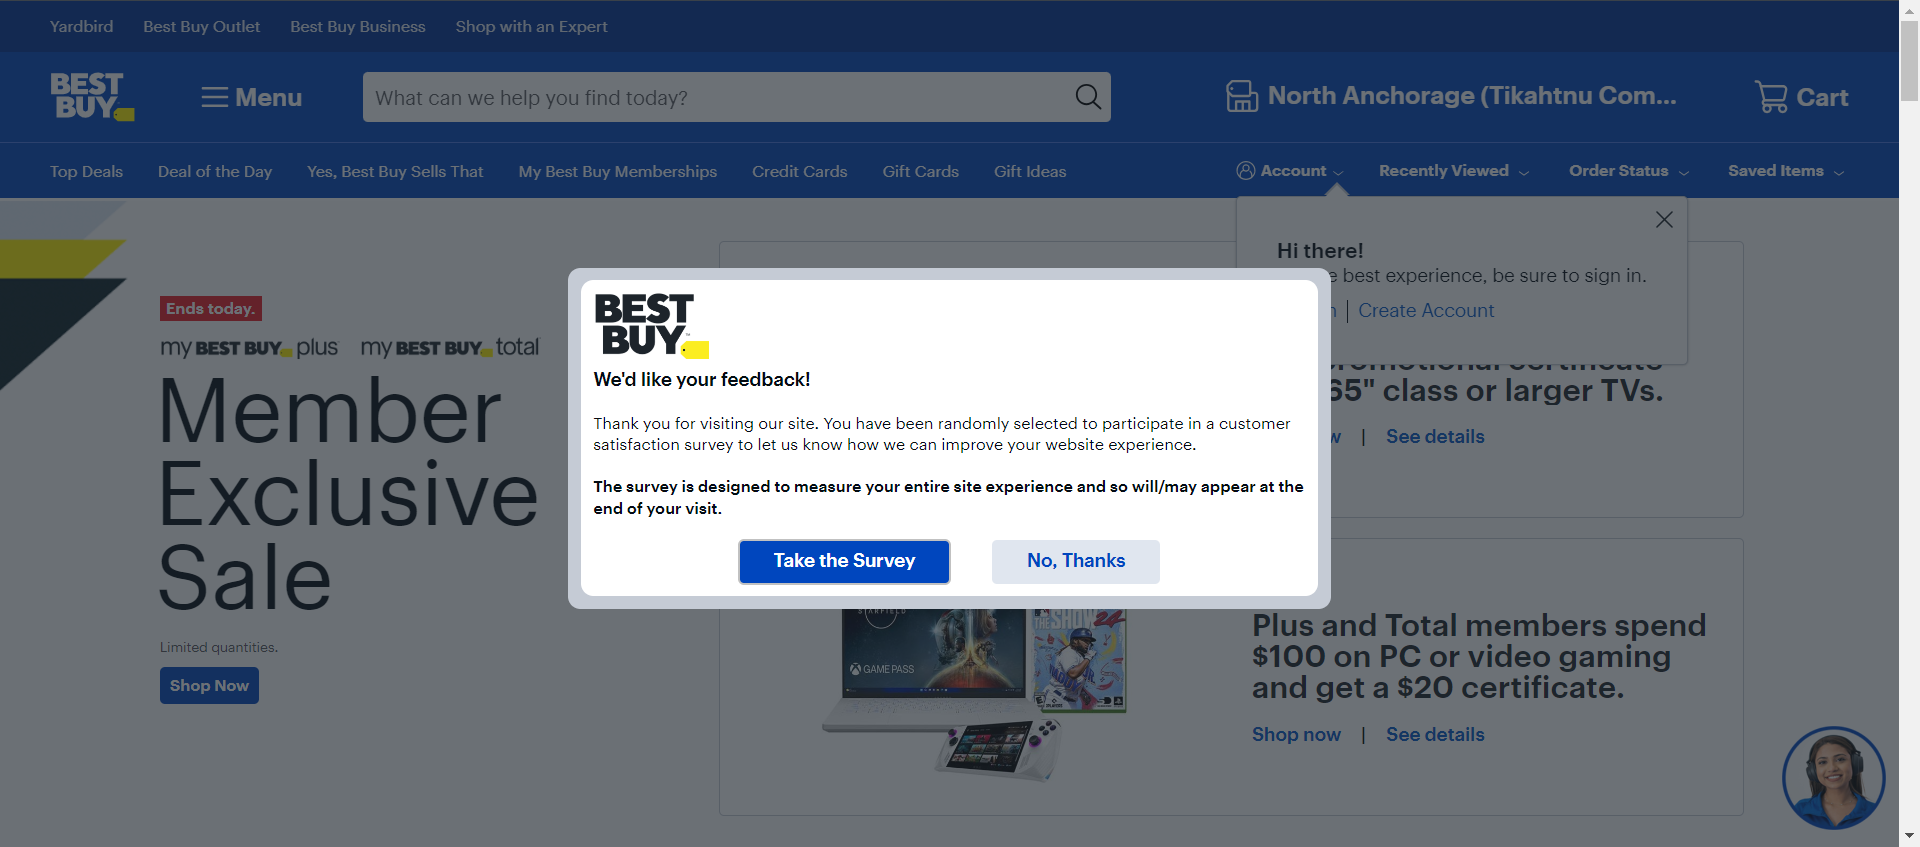 Yardbird Best Buy Outlet Best Buy Business Shop with an Expert
BEST BUY
Menu
What can we help you find today?
North Anchorage (Tikahtnu Com...
Cart
Top Deals Deal of the Day Yes, Best Buy Sells That My Best Buy Memberships Credit Cards Gift Cards Gift Ideas
Account Recently Viewed Order Status Saved Items
Hi there!
best experience, be sure to sign in.
Create Account
Ends today.
my BEST BUY plus my BEST BUY total
Member
Exclusive
Sale
Limited quantities.
Shop Now
BEST
BUY
We'd like your feedback!
Thank you for visiting our site. You have been randomly selected to participate in a customer
satisfaction survey to let us know how we can improve your website experience.
The survey is designed to measure your entire site experience and so will/may appear at the
end of your visit.
Take the Survey
No, Thanks
65" class or larger TVs.
| See details
STARFIELD
XBOX GAME PASS
THE SHOW 24
Plus and Total members spend
$100 on PC or video gaming
and get a $20 certificate.
Shop now | See details